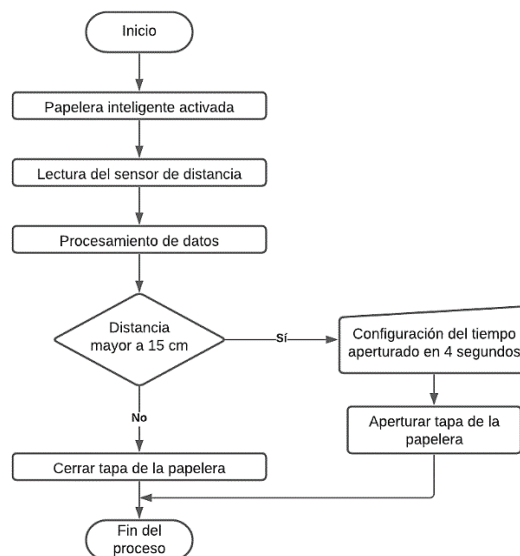 Inicio
Papelera inteligente activada
Lectura del sensor de distancia
Procesamiento de datos
Distancia
mayor a 15 cm
Sí
Configuración del tiempo
aperturado en 4 segundos
No
Aperturar tapa de la
papelera
Cerrar tapa de la papelera
Fin del
proceso